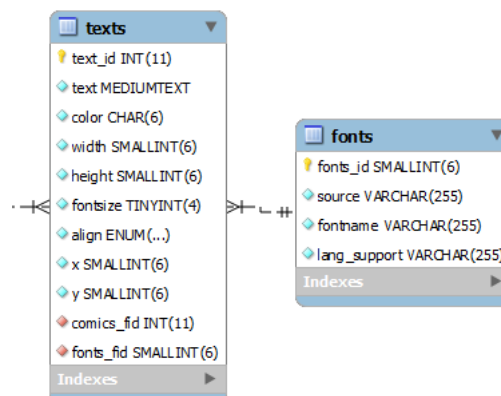 texts
text_id INT(11)
text MEDIUMTEXT
color CHAR(6)
width SMALLINT(6)
height SMALLINT(6)
fontsize TINYINT(4)
align ENUM(...)
x SMALLINT(6)
y SMALLINT(6)
comics_fid INT(11)
fonts_fid SMALLINT(6)
Indexes
fonts
fonts_id SMALLINT(6)
source VARCHAR(255)
fontname VARCHAR(255)
lang_support VARCHAR(255)
Indexes